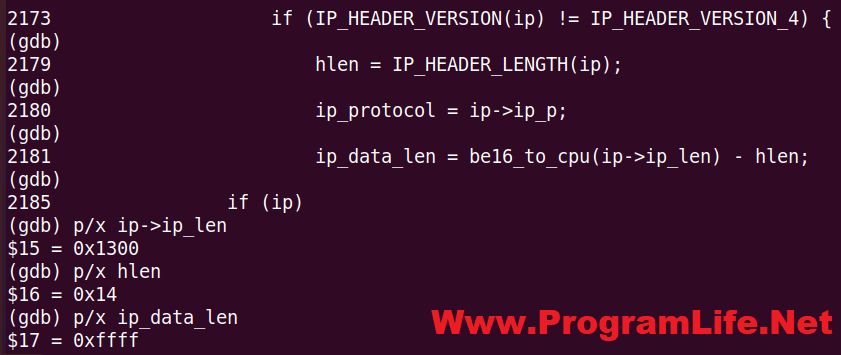 2173                    if (IP_HEADER_VERSION(ip) != IP_HEADER_VERSION_4) {
(gdb)
2179                        hlen = IP_HEADER_LENGTH(ip);
(gdb)
2180                        ip_protocol = ip->ip_p;
(gdb)
2181                        ip_data_len = be16_to_cpu(ip->ip_len) - hlen;
(gdb)
2185                if (ip)
(gdb) p/x ip->ip_len
$15 = 0x1300
(gdb) p/x hlen
$16 = 0x14
(gdb) p/x ip_data_len
$17 = 0xffff
Www.ProgramLife.Net